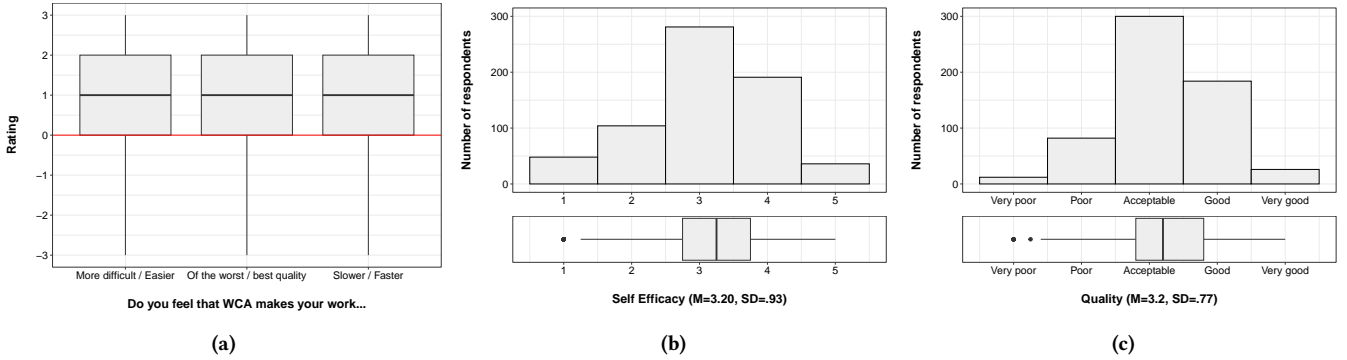 Rating
3
2
1
0
−1
−2
−3
More difficult / Easier Of the worst / best quality Slower / Faster
Do you feel that WCA makes your work...
(a)
Number of respondents
300
200
100
0
1 2 3 4 5
1 2 3 4 5
Self Efficacy (M=3.20, SD=.93)
(b)
Number of respondents
300
200
100
0
Very poor Poor Acceptable Good Very good
Very poor Poor Acceptable Good Very good
Quality (M=3.2, SD=.77)
(c)